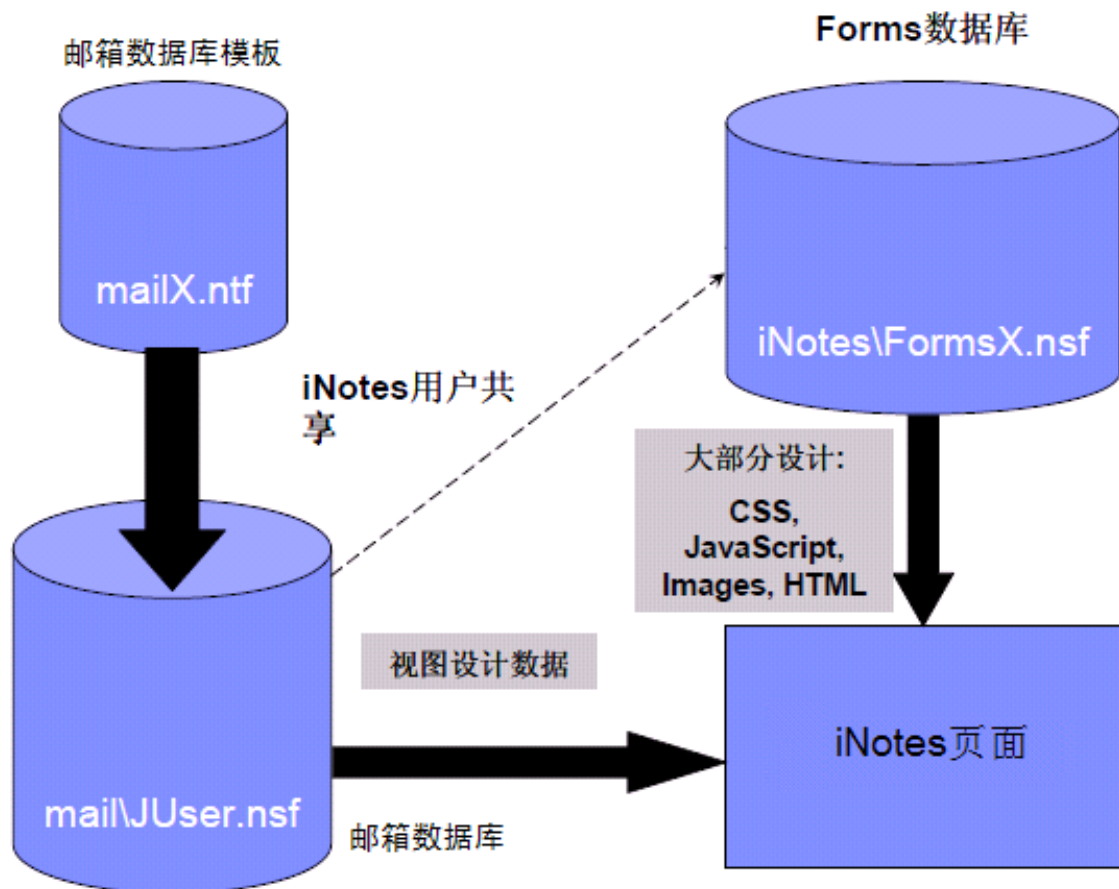 邮箱数据库模板
Forms数据库
mailX.ntf
iNotes\FormsX.nsf
iNotes用户共
享
大部分设计:
CSS,
JavaScript,
Images, HTML
视图设计数据
iNotes页面
mail\JUser.nsf
邮箱数据库